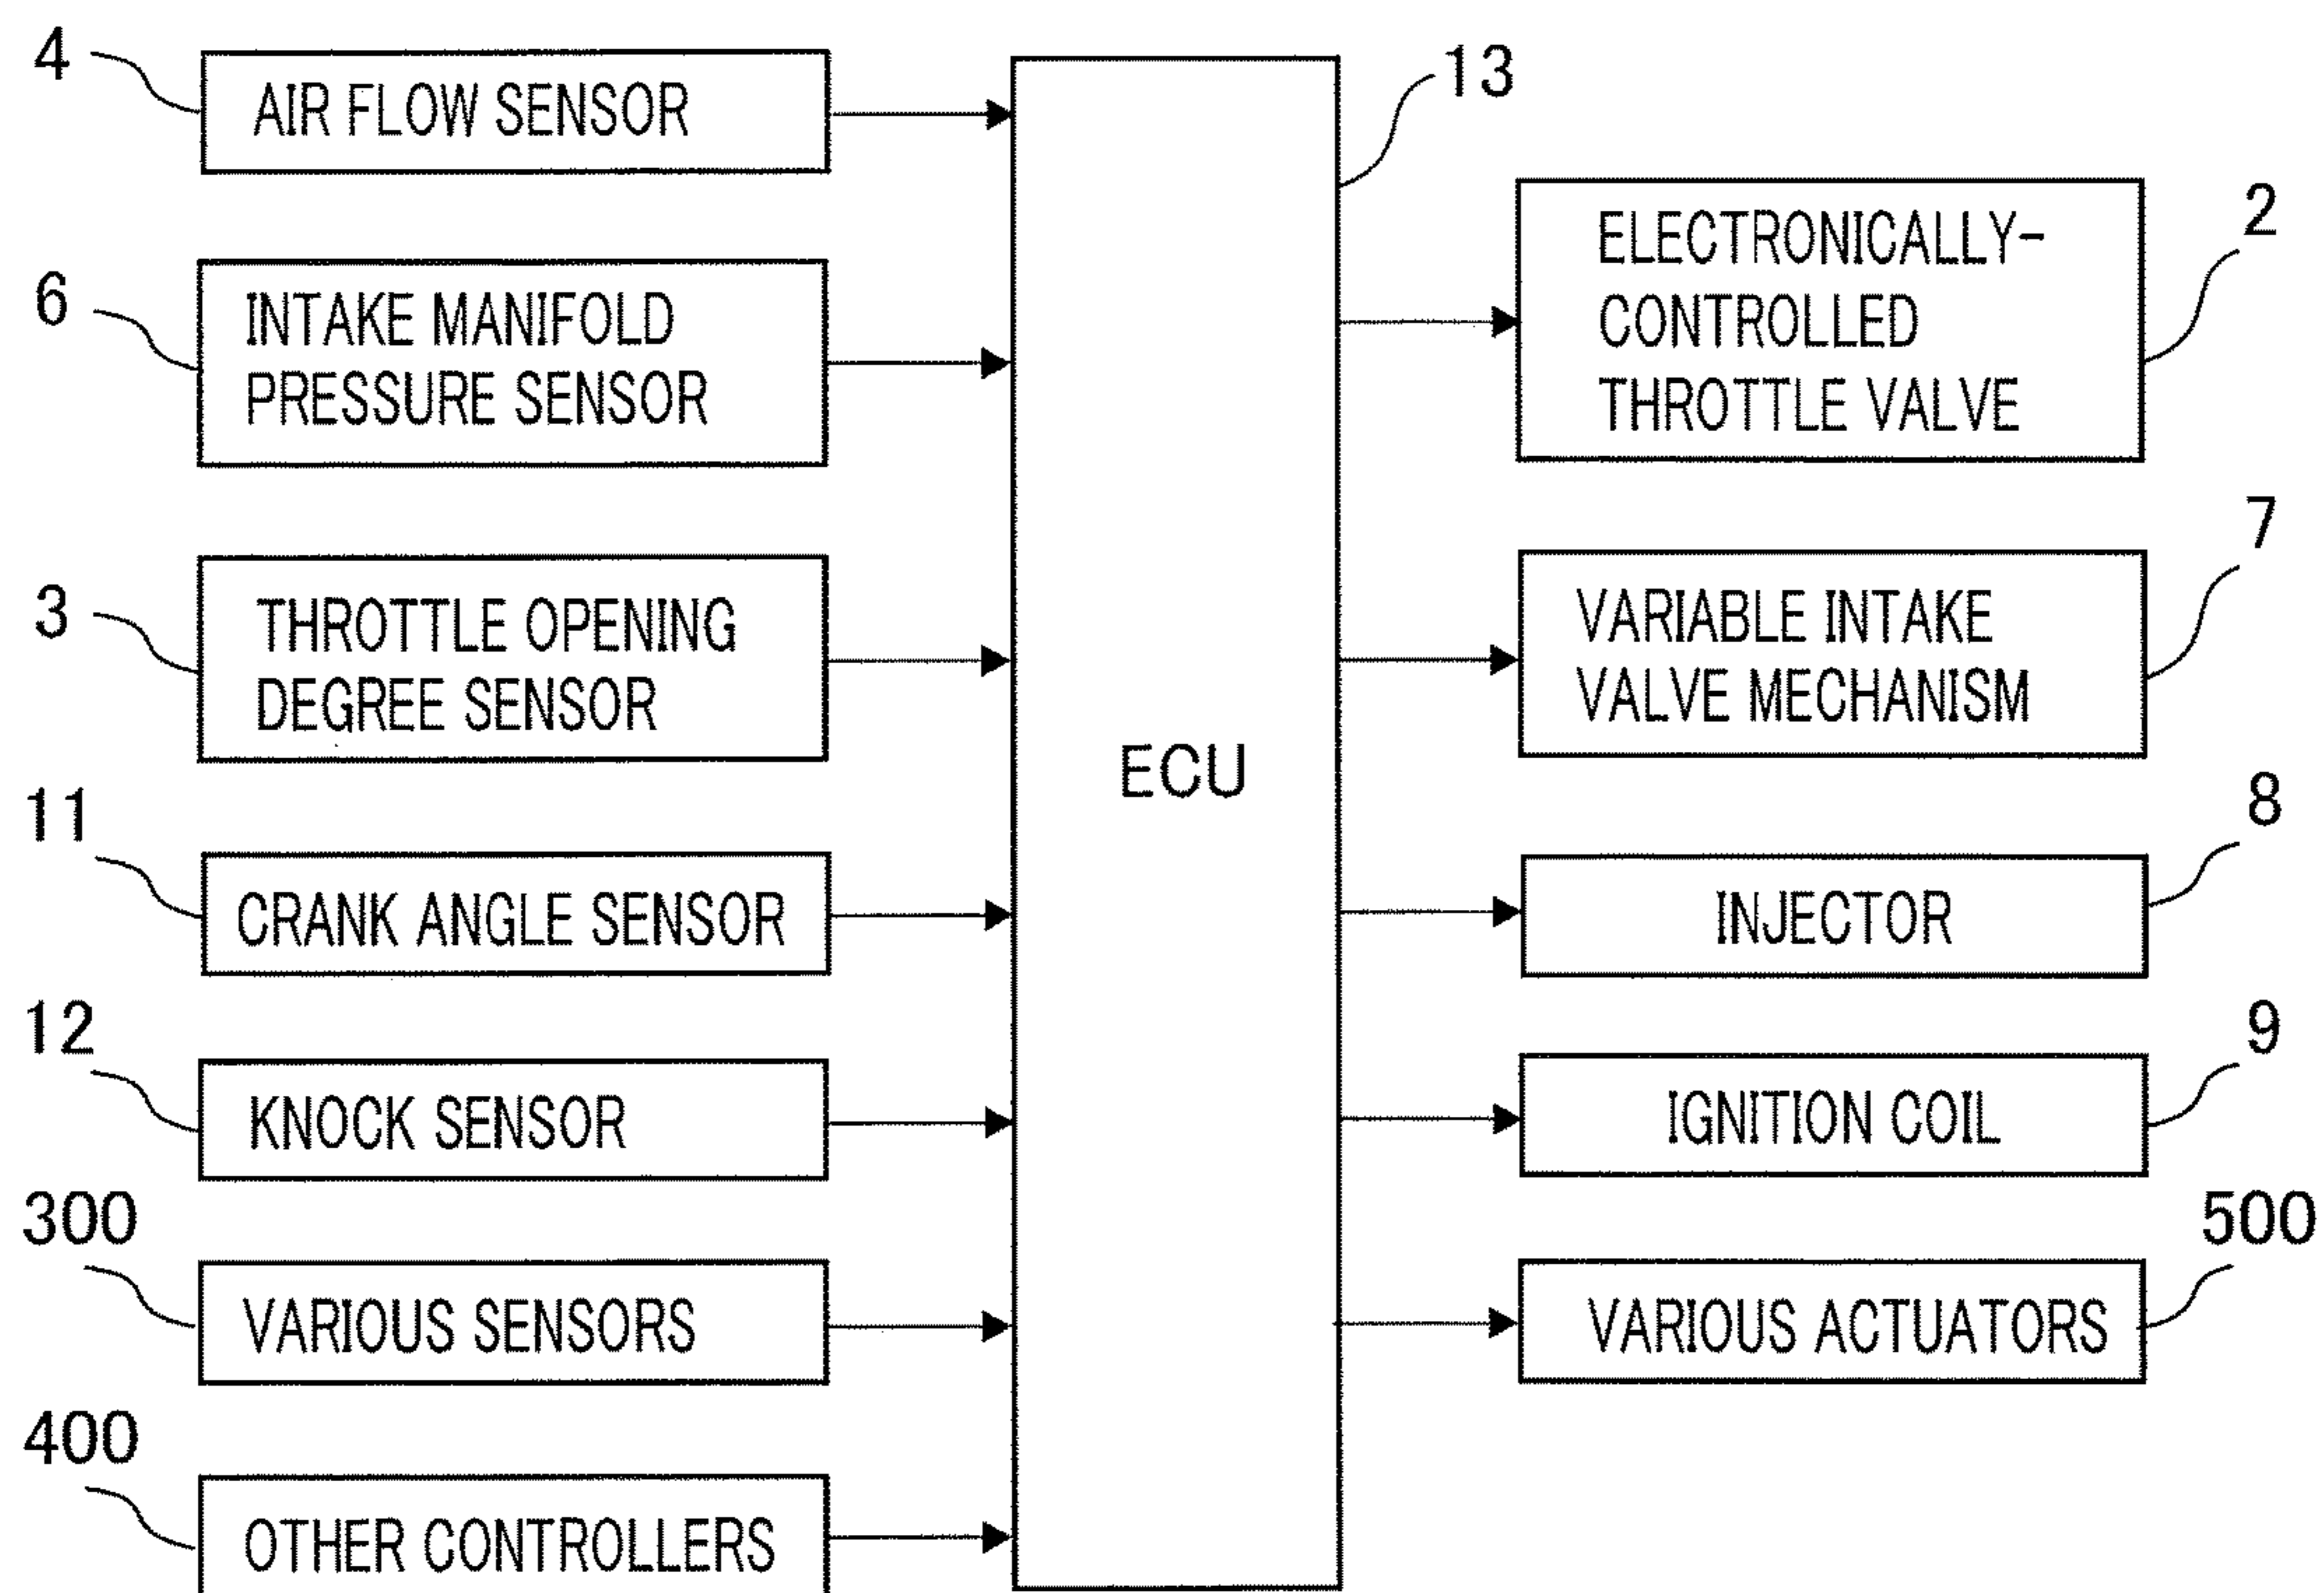 4
AIR FLOW SENSOR
6
INTAKE MANIFOLD
PRESSURE SENSOR
3
THROTTLE OPENING
DEGREE SENSOR
11
CRANK ANGLE SENSOR
12
KNOCK SENSOR
300
VARIOUS SENSORS
400
OTHER CONTROLLERS
13
ECU
2
ELECTRONICALLY-
CONTROLLED
THROTTLE VALVE
7
VARIABLE INTAKE
VALVE MECHANISM
8
INJECTOR
9
IGNITION COIL
500
VARIOUS ACTUATORS